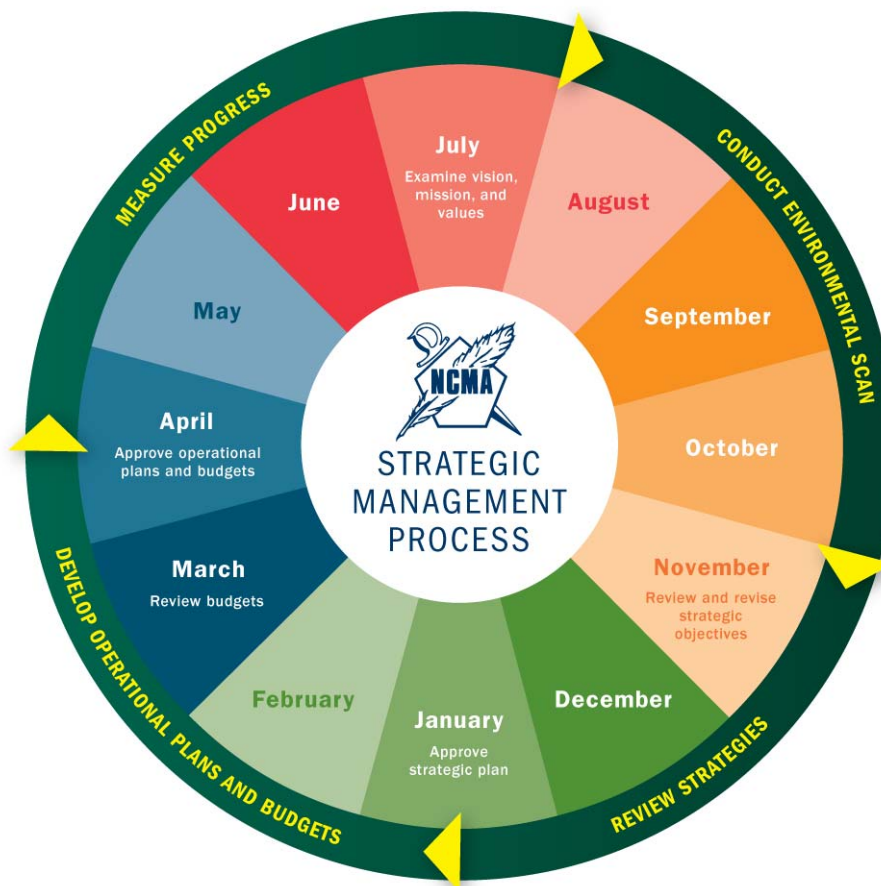 MEASURE PROGRESS
CONDUCT ENVIRONMENTAL SCAN
REVIEW STRATEGIES
DEVELOP OPERATIONAL PLANS AND BUDGETS
July
Examine vision,
mission, and
values
August
September
October
November
Review and revise
strategic
objectives
December
January
Approve
strategic plan
February
March
Review budgets
April
Approve operational
plans and budgets
May
June
NCMA
STRATEGIC
MANAGEMENT
PROCESS